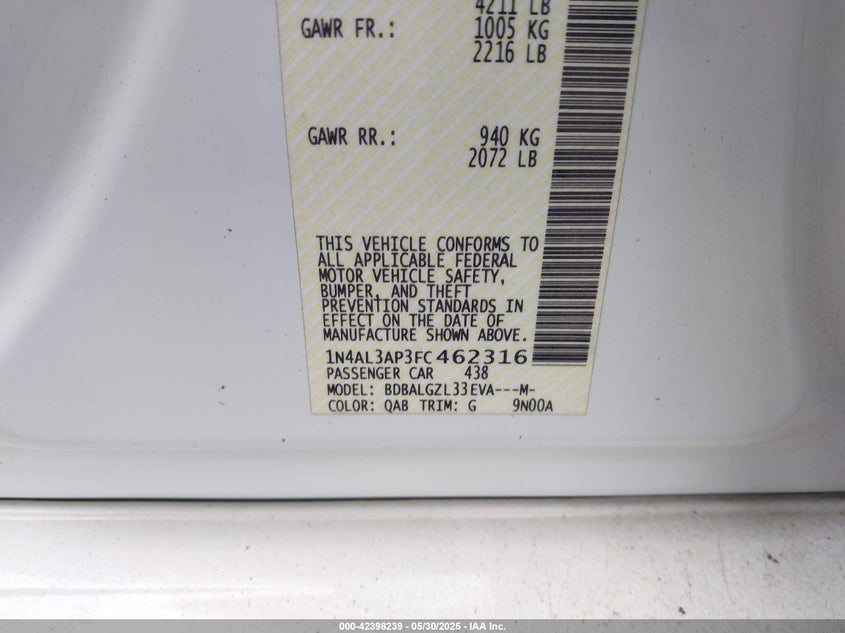 4211 LB
GAWR FR.: 1005 KG
2216 LB
GAWR RR.: 940 KG
2072 LB
THIS VEHICLE CONFORMS TO
ALL APPLICABLE FEDERAL
MOTOR VEHICLE SAFETY,
BUMPER, AND THEFT
PREVENTION STANDARDS IN
EFFECT ON THE DATE OF
MANUFACTURE SHOWN ABOVE.
1N4AL3AP3FC462316
PASSENGER CAR 438
MODEL: BDBALGZL33EVA---M-
COLOR: QAB TRIM: G 9N00A
000-42398239 - 05/30/2025 - IAA Inc.